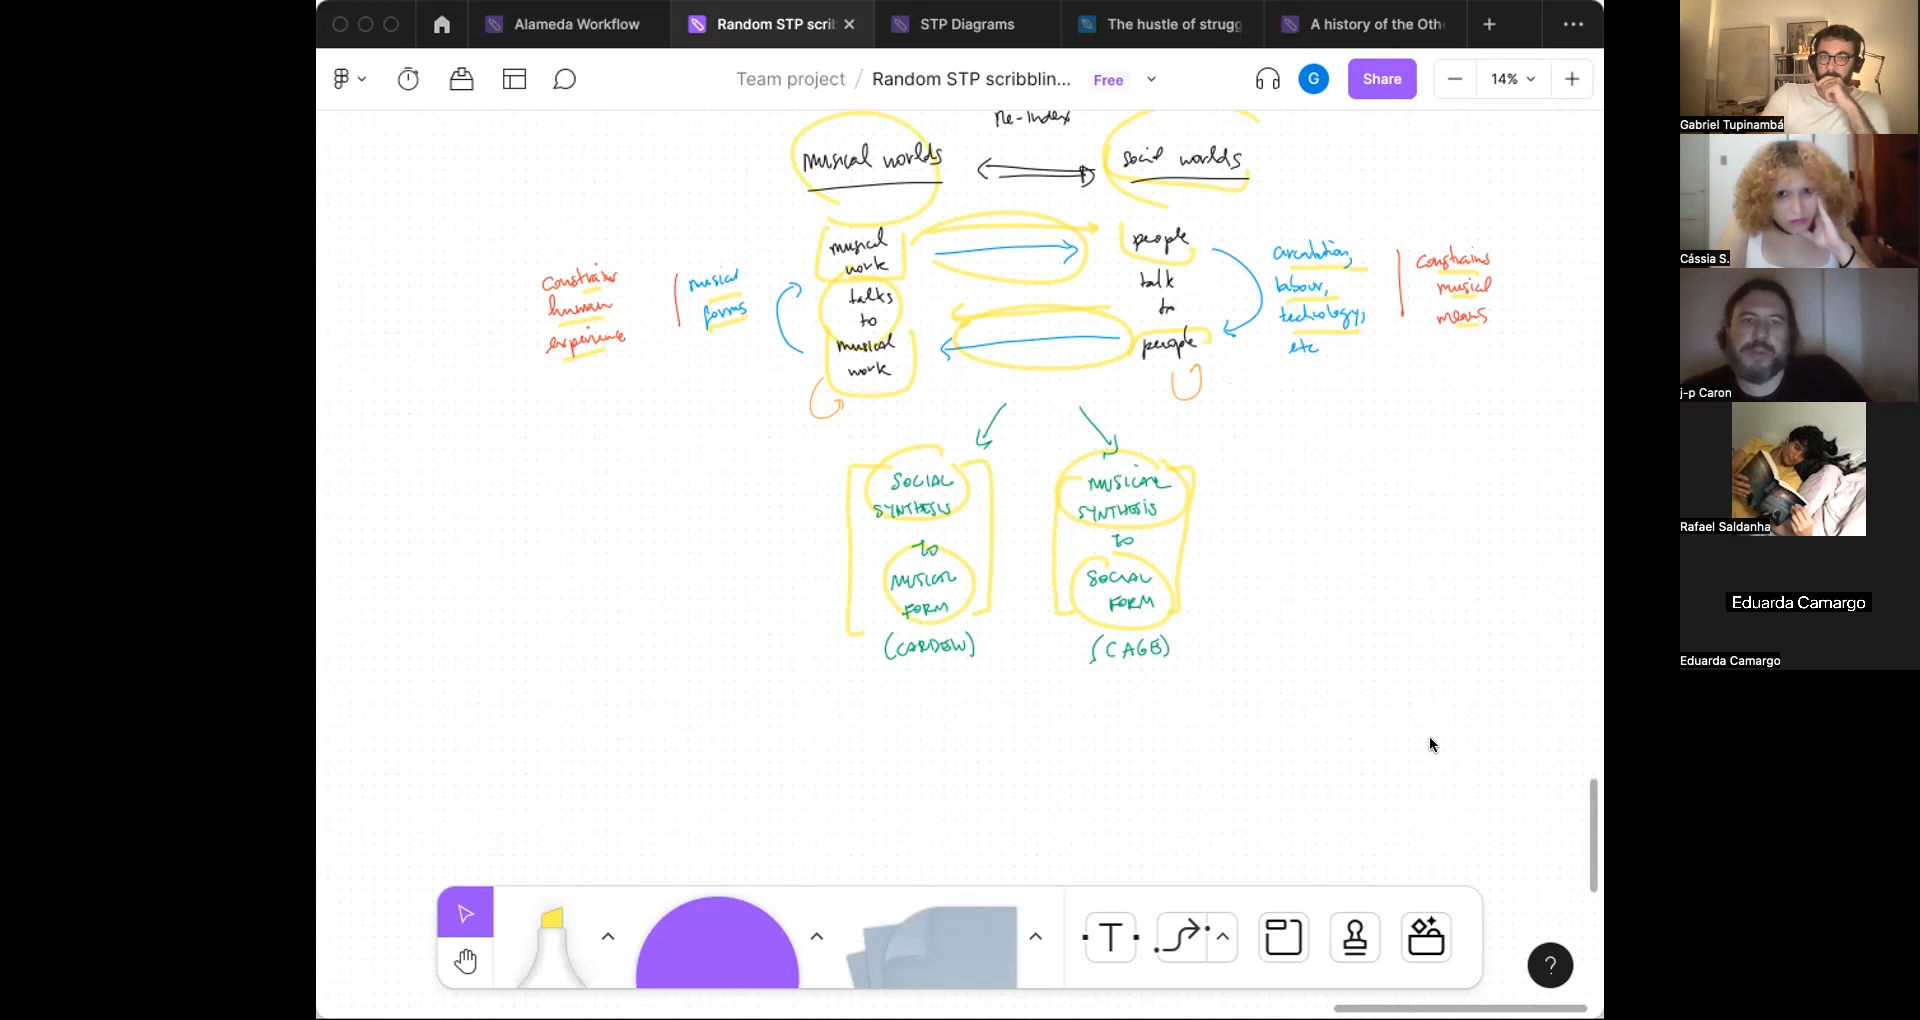 Alameda Workflow
Random STP scrib
STP Diagrams
The hustle of strugg
A history of the Oth
Team project / Random STP scribblin...
Free
G
Share
14%
Re-Index
musical worlds
social worlds
musical
work
talks
to
musical
work
people
talk
to
people
constrains
human
experience
musical
forms
circulation,
labour,
technology,
etc
constrains
musical
means
SOCIAL
SYNTHESIS
to
MUSICAL
FORM
(CARDEW)
MUSICAL
SYNTHESIS
to
SOCIAL
FORM
(CAGE)
T
?
Gabriel Tupinambá
Cássia S.
j-p Caron
Rafael Saldanha
Eduarda Camargo
Eduarda Camargo